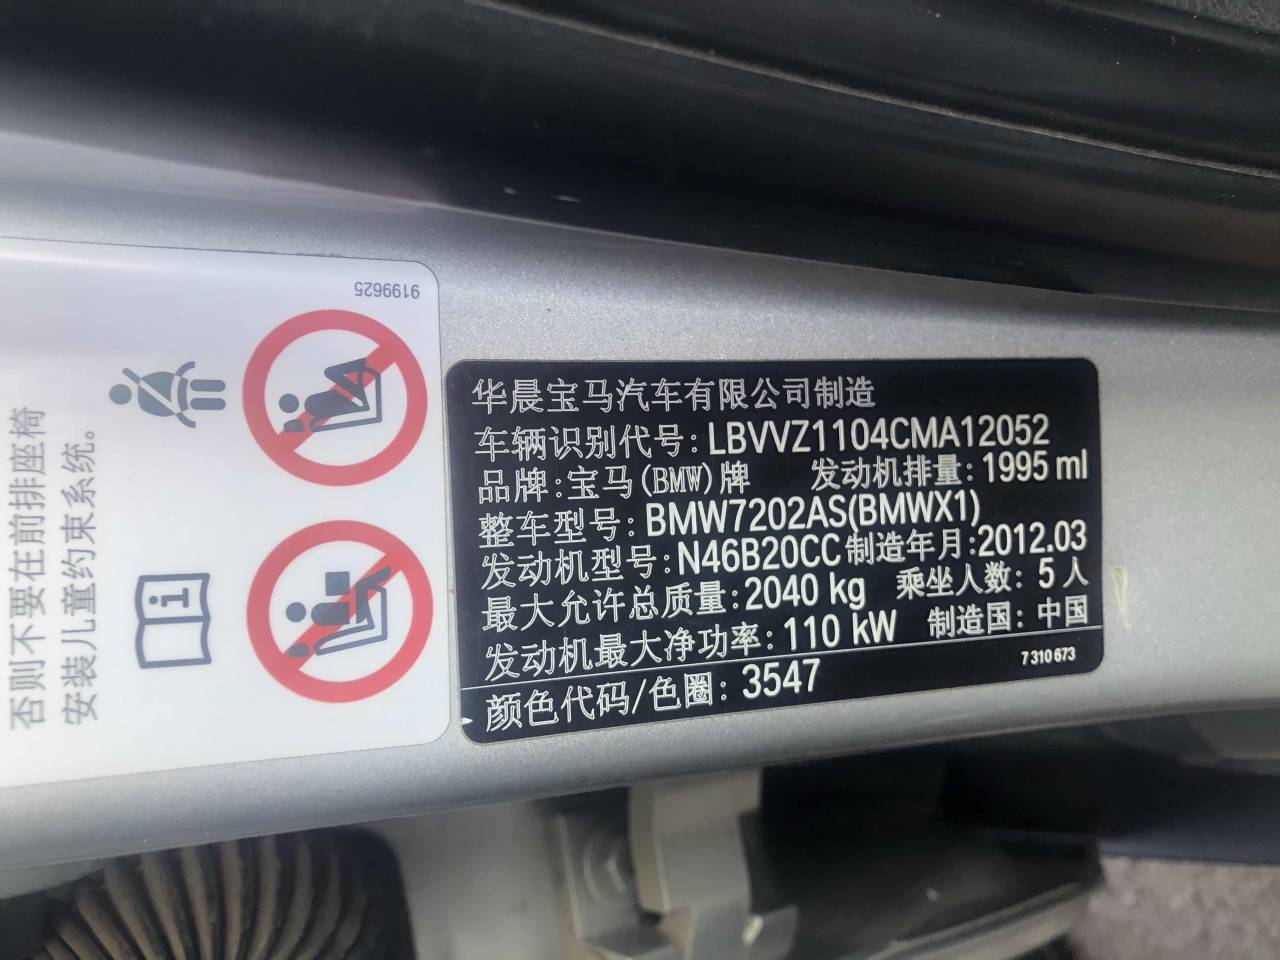 9199625
否则不要在前排座椅
安装儿童约束系统。
华晨宝马汽车有限公司制造
车辆识别代号:LBVVZ1104CMA12052
品牌:宝马(BMW)牌 发动机排量:1995 ml
整车型号:BMW7202AS(BMWX1)
发动机型号:N46B20CC 制造年月:2012.03
最大允许总质量:2040 kg 乘坐人数:5人
发动机最大净功率:110 kW 制造国:中国
7 310 673
颜色代码/色圈:3547